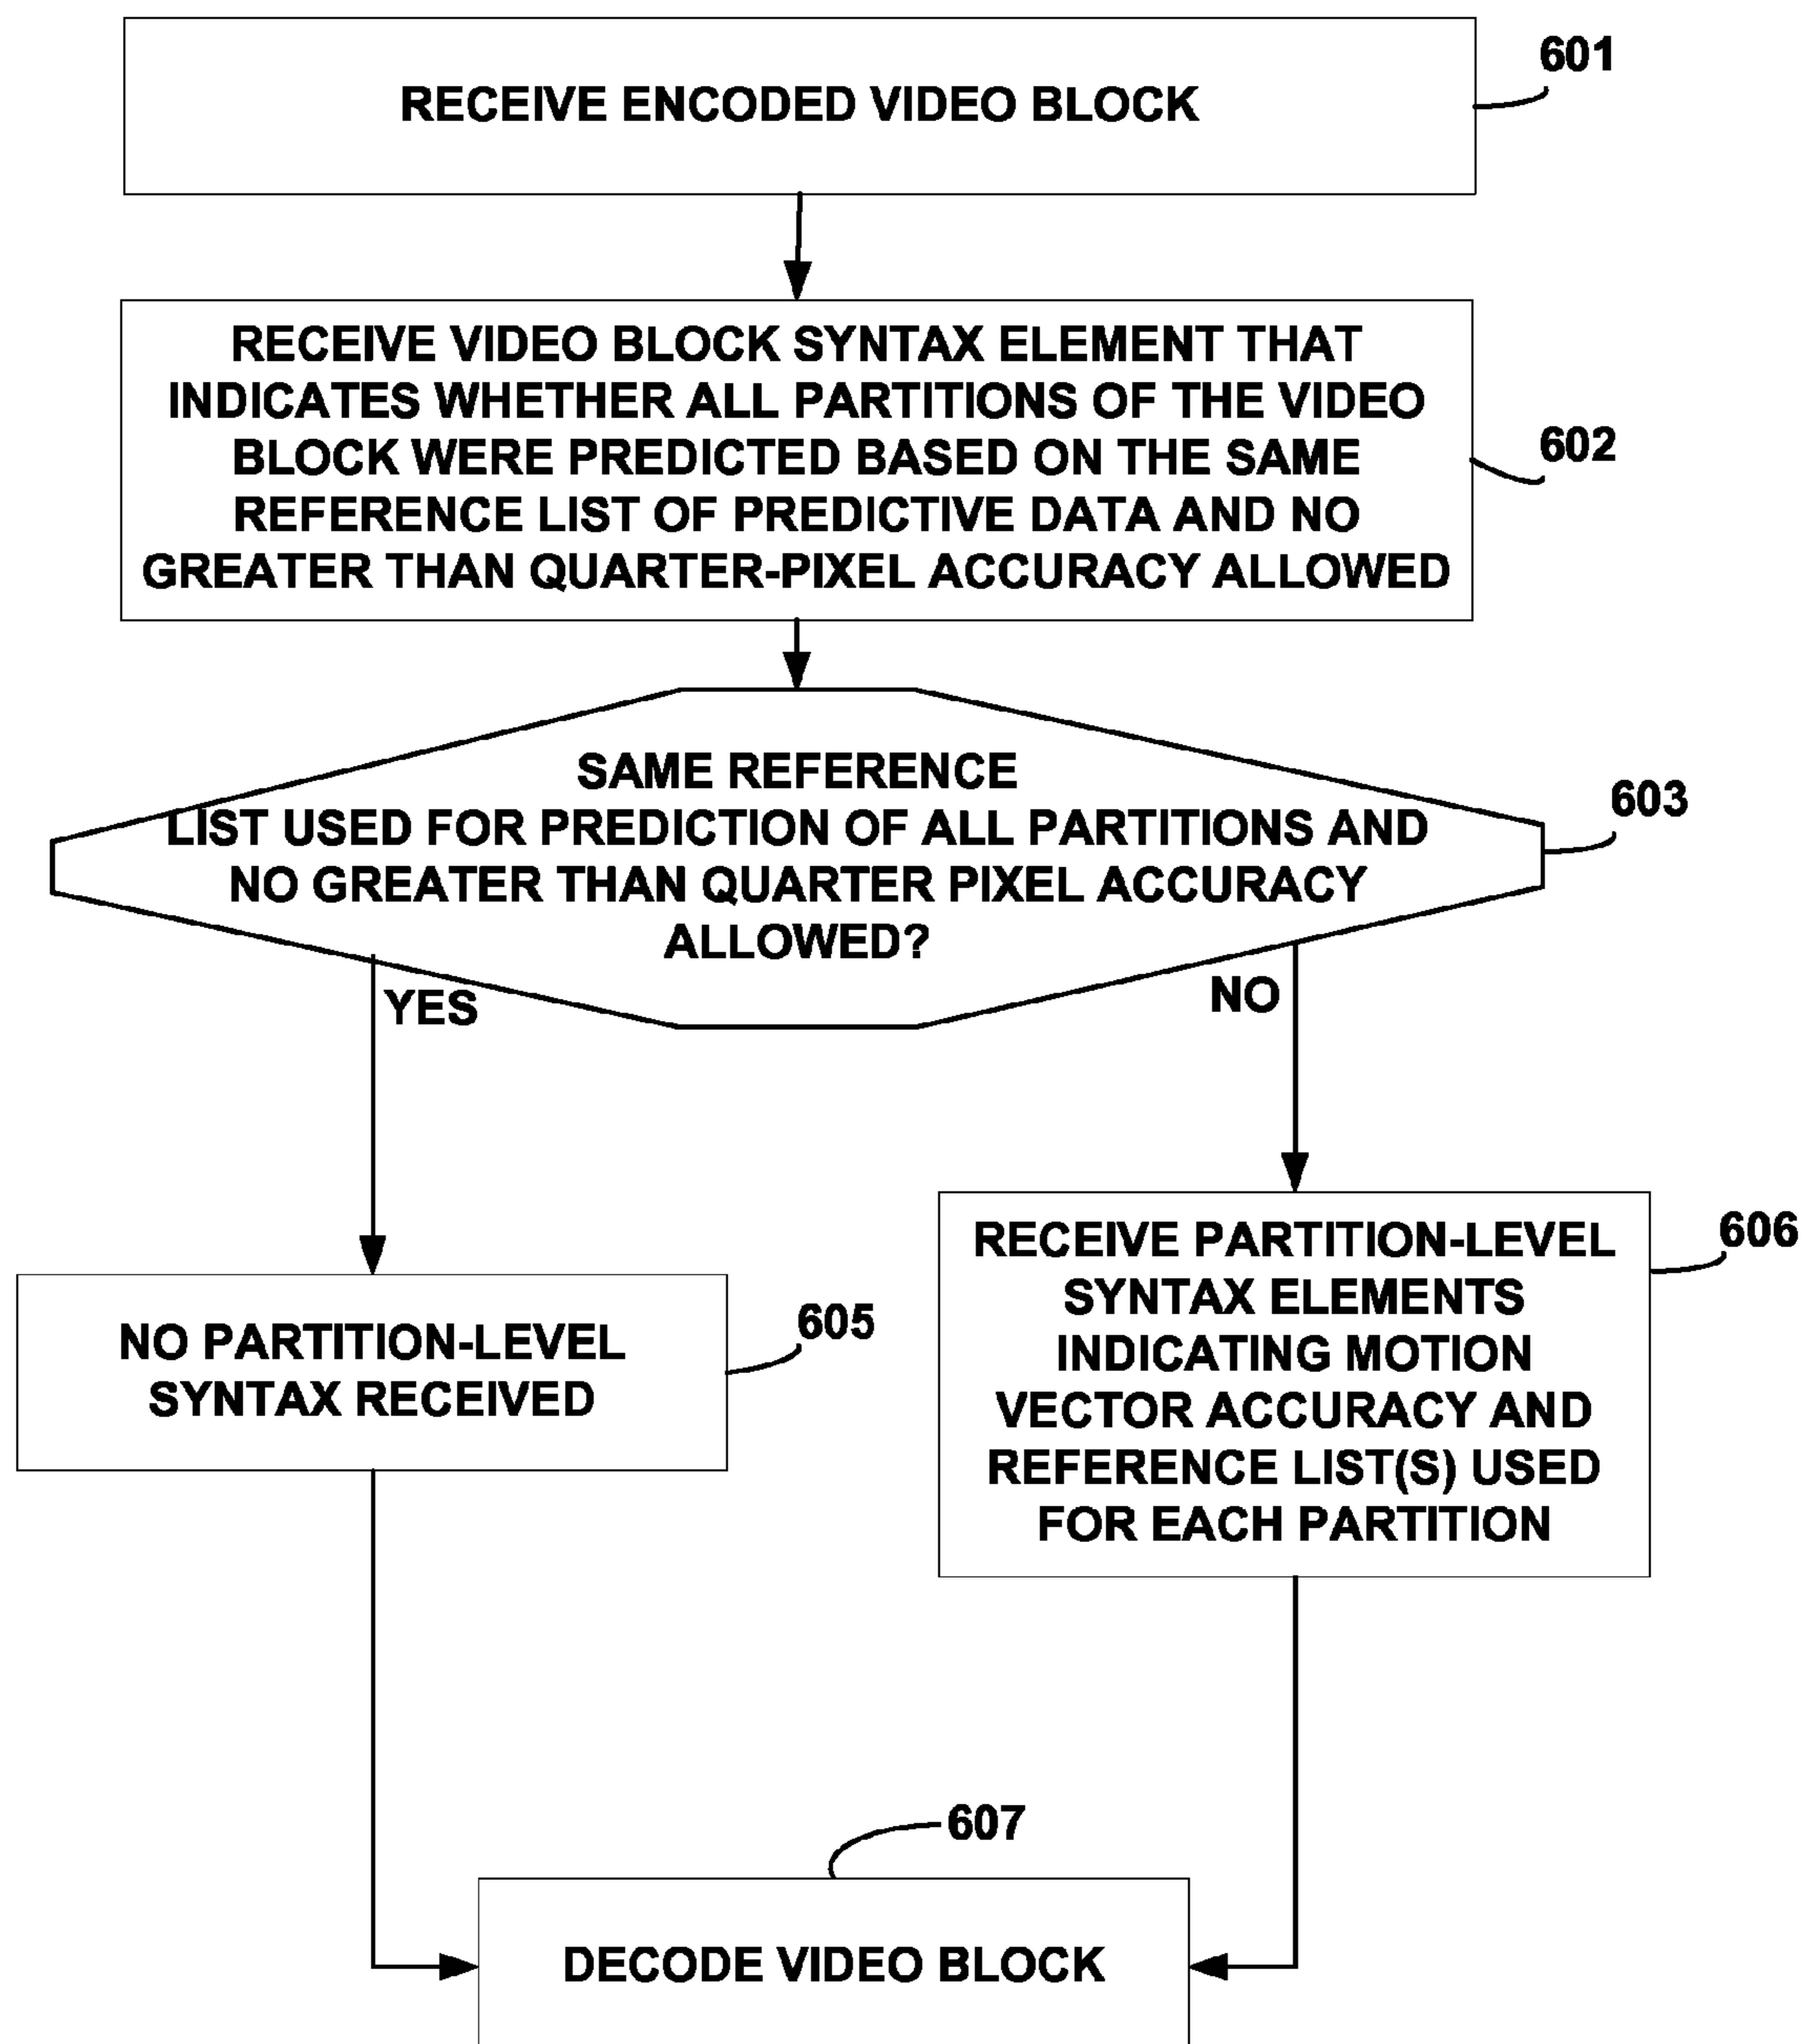 601
RECEIVE ENCODED VIDEO BLOCK
RECEIVE VIDEO BLOCK SYNTAX ELEMENT THAT
INDICATES WHETHER ALL PARTITIONS OF THE VIDEO
BLOCK WERE PREDICTED BASED ON THE SAME
REFERENCE LIST OF PREDICTIVE DATA AND NO
GREATER THAN QUARTER-PIXEL ACCURACY ALLOWED
602
SAME REFERENCE
LIST USED FOR PREDICTION OF ALL PARTITIONS AND
NO GREATER THAN QUARTER PIXEL ACCURACY
ALLOWED?
603
YES
NO
NO PARTITION-LEVEL
SYNTAX RECEIVED
605
RECEIVE PARTITION-LEVEL
SYNTAX ELEMENTS
INDICATING MOTION
VECTOR ACCURACY AND
REFERENCE LIST(S) USED
FOR EACH PARTITION
606
607
DECODE VIDEO BLOCK